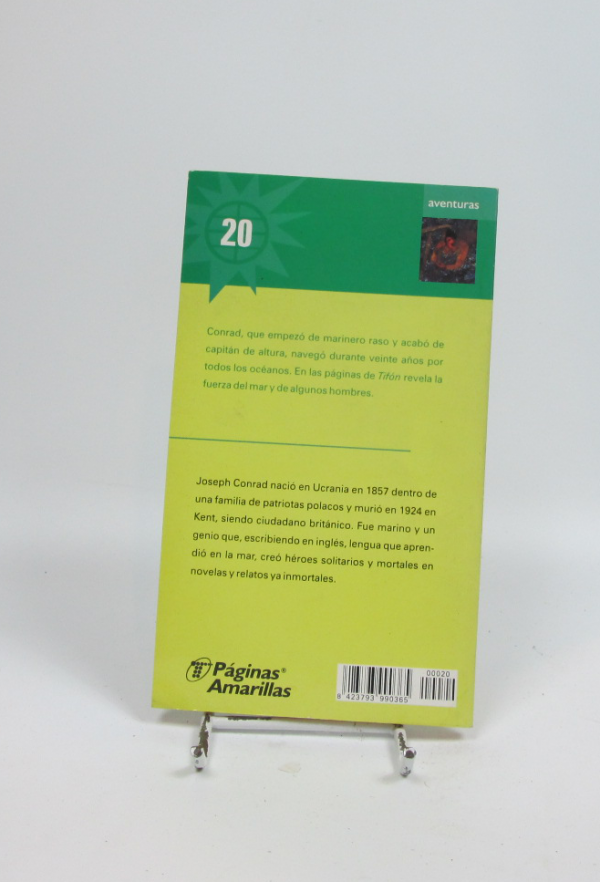 aventuras
20
Conrad, que empezó de marinero raso y acabó de
capitán de altura, navegó durante veinte años por
todos los océanos. En las páginas de Tifón revela la
fuerza del mar y de algunos hombres.
Joseph Conrad nació en Ucrania en 1857 dentro de
una familia de patriotas polacos y murió en 1924 en
Kent, siendo ciudadano británico. Fue marino y un
genio que, escribiendo en inglés, lengua que apren-
dió en la mar, creó héroes solitarios y mortales en
novelas y relatos ya inmortales.
Páginas®
Amarillas
00020
8 423793 990365